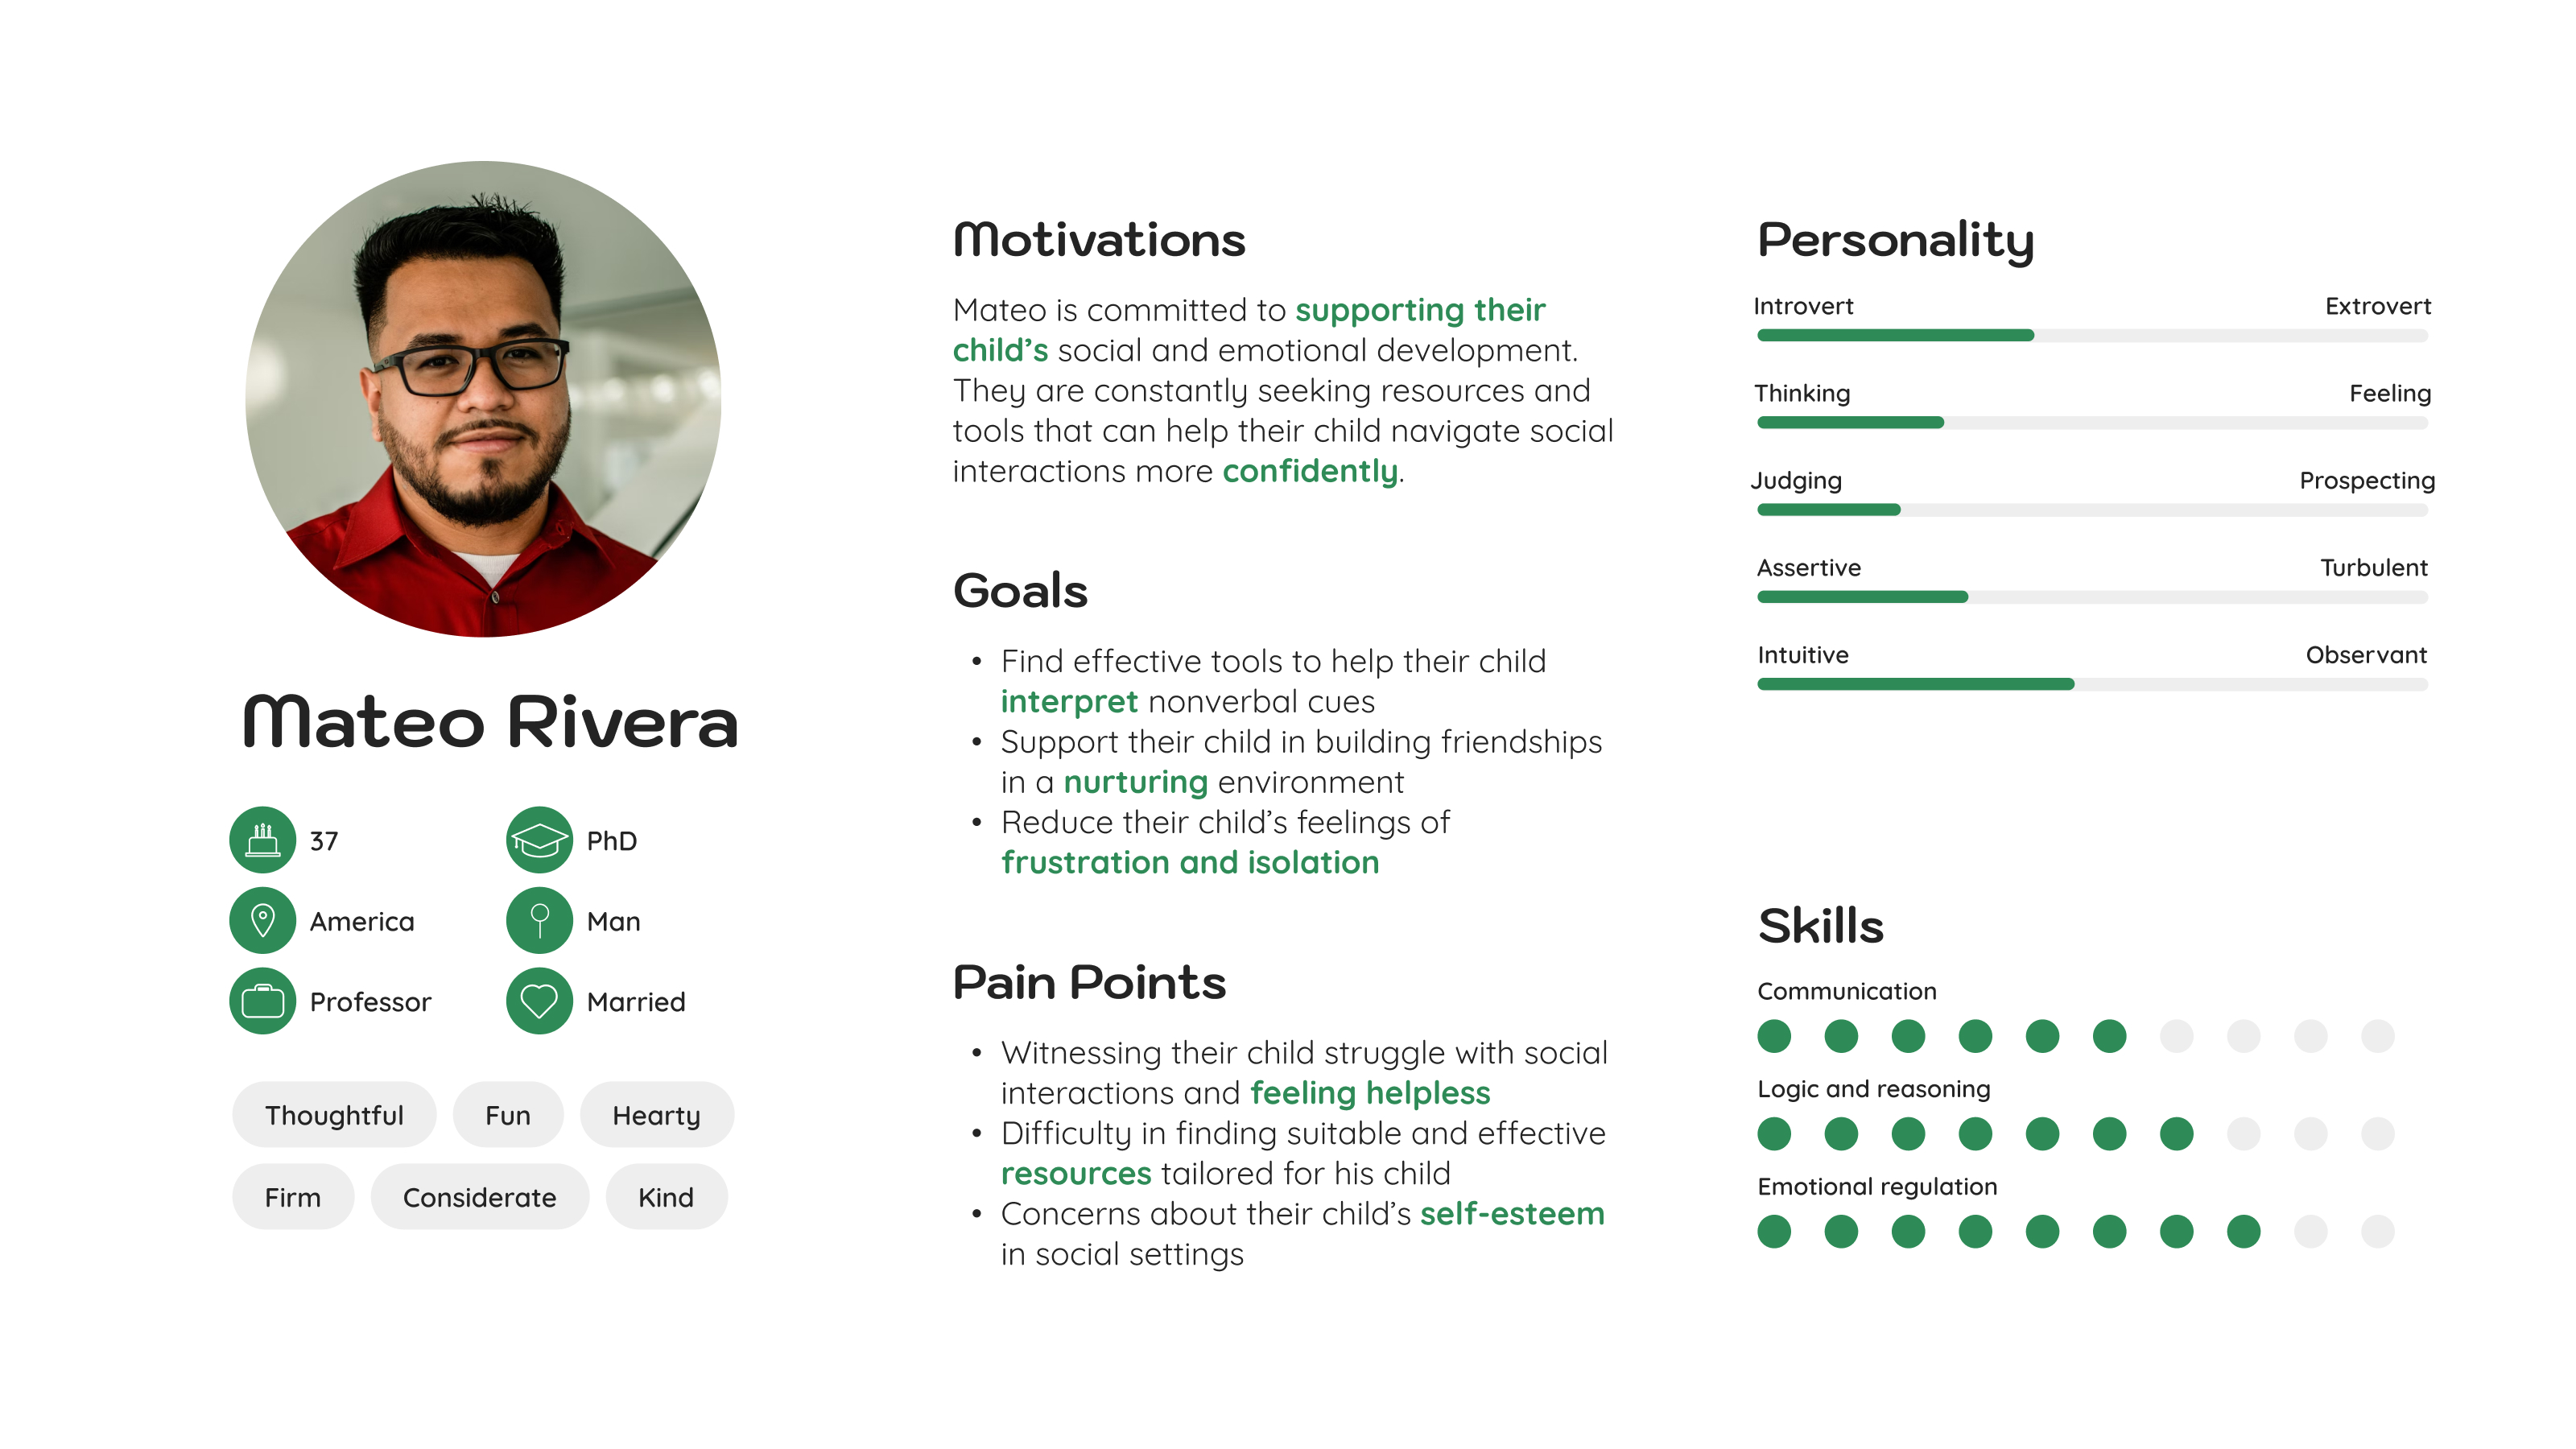 Mateo Rivera
37
PhD
America
Man
Professor
Married
Thoughtful
Fun
Hearty
Firm
Considerate
Kind
Motivations
Mateo is committed to supporting their
child’s social and emotional development.
They are constantly seeking resources and
tools that can help their child navigate social
interactions more confidently.
Goals
• Find effective tools to help their child
interpret nonverbal cues
• Support their child in building friendships
in a nurturing environment
• Reduce their child’s feelings of
frustration and isolation
Pain Points
• Witnessing their child struggle with social
interactions and feeling helpless
• Difficulty in finding suitable and effective
resources tailored for his child
• Concerns about their child’s self-esteem
in social settings
Personality
Introvert
Extrovert
Thinking
Feeling
Judging
Prospecting
Assertive
Turbulent
Intuitive
Observant
Skills
Communication
Logic and reasoning
Emotional regulation